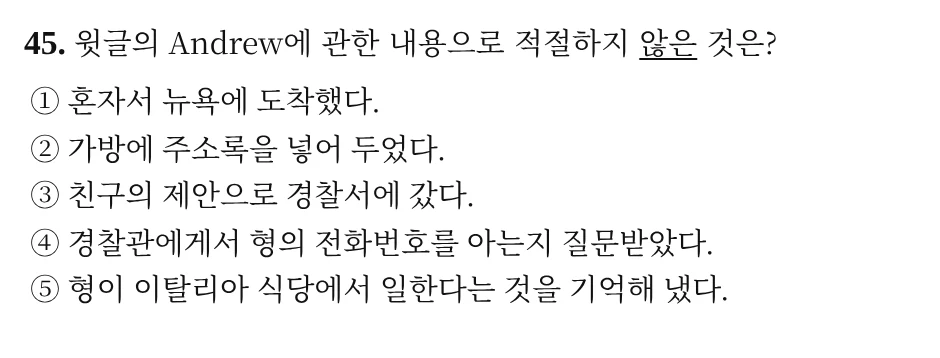 45. 윗글의 Andrew에 관한 내용으로 적절하지 않은 것은?
① 혼자서 뉴욕에 도착했다.
② 가방에 주소록을 넣어 두었다.
③ 친구의 제안으로 경찰서에 갔다.
④ 경찰관에게서 형의 전화번호를 아는지 질문받았다.
⑤ 형이 이탈리아 식당에서 일한다는 것을 기억해 냈다.